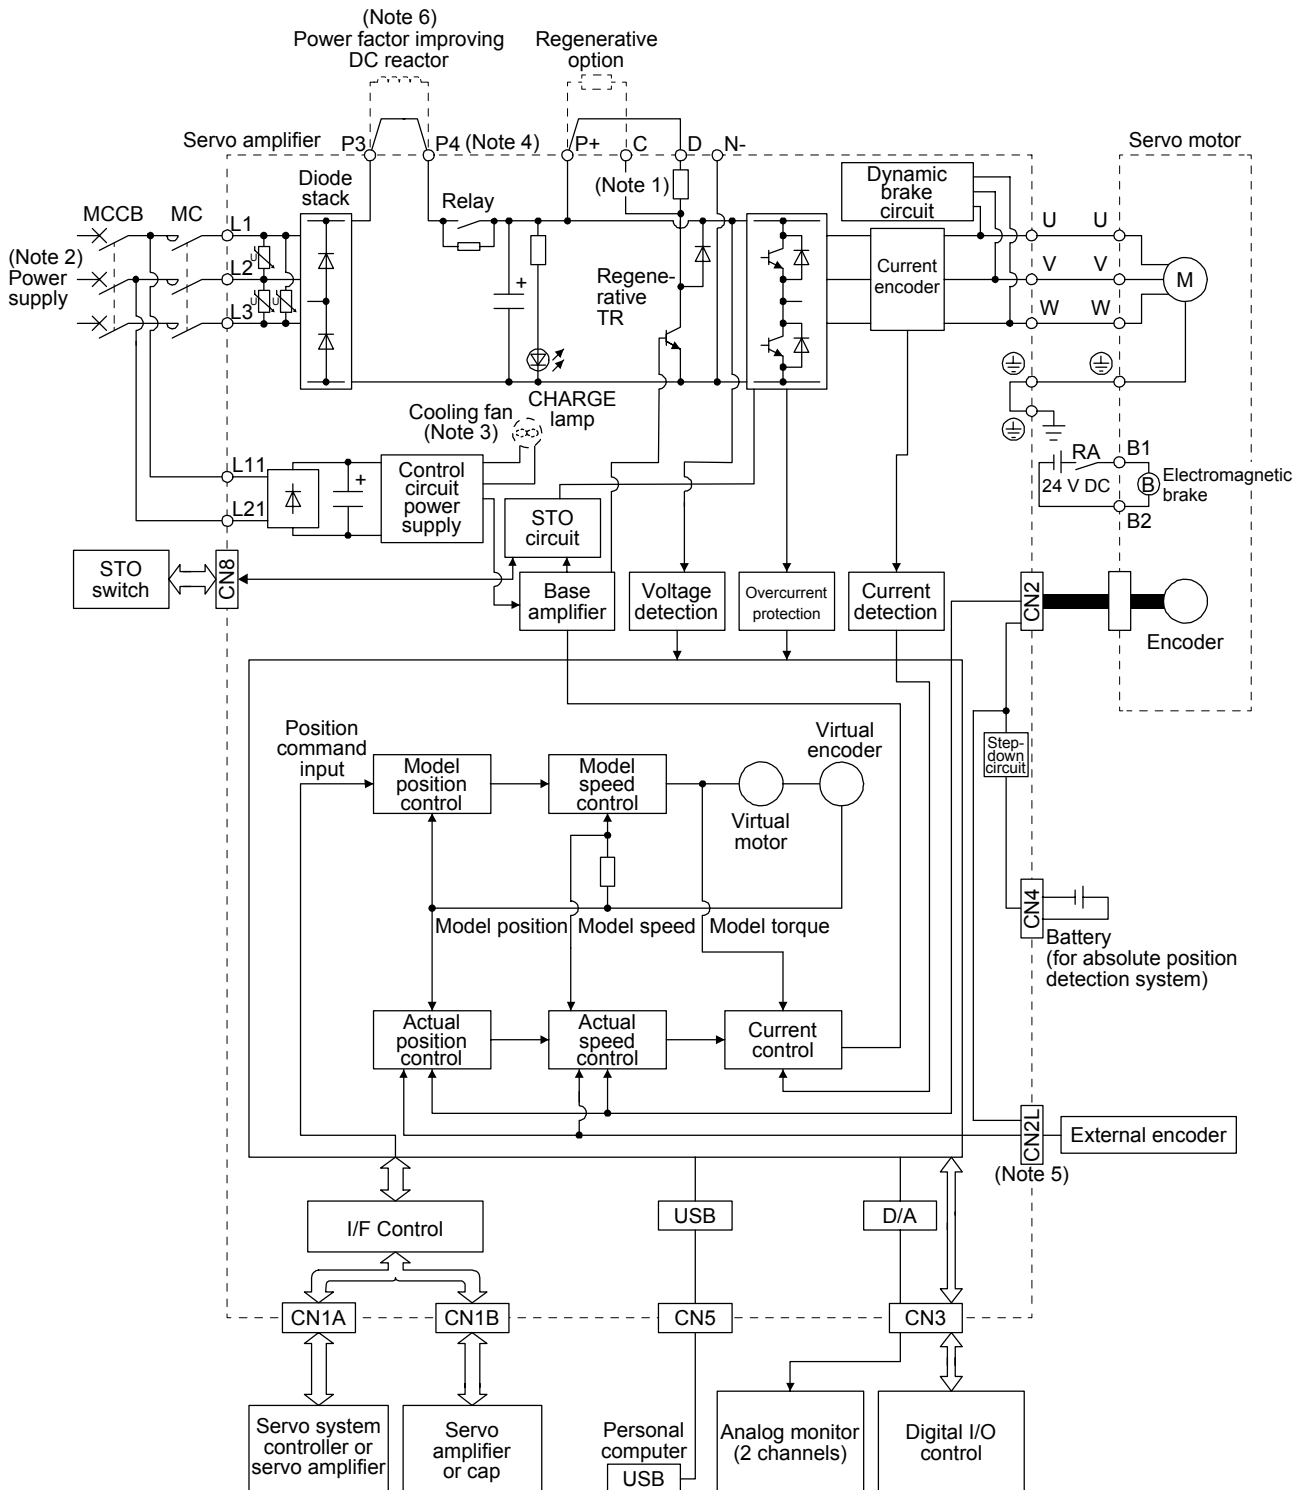 (Note 6)
Power factor improving
DC reactor
Regenerative
option
Servo amplifier
P3
P4
(Note 4)
P+
C
D
N-
Servo motor
Diode
stack
(Note 1)
Dynamic
brake
circuit
Relay
MCCB
MC
L1
U
U
(Note 2)
Power
supply
L2
U
Regene-
rative
TR
+
Current
encoder
V
V
M
L3
U
U
W
W
CHARGE
lamp
Cooling fan
(Note 3)
L11
+
Control
circuit
power
supply
RA
B1
24 V DC
B
Electromagnetic
brake
B2
L21
STO
circuit
STO
switch
CN8
Base
amplifier
Voltage
detection
Overcurrent
protection
Current
detection
CN2
Encoder
Position
command
input
Virtual
encoder
Step-
down
circuit
Model
position
control
Model
speed
control
Virtual
motor
Model position
Model speed
Model torque
CN4
Battery
(for absolute position
detection system)
Actual
position
control
Actual
speed
control
Current
control
CN2L
External encoder
(Note 5)
I/F Control
USB
D/A
CN1A
CN1B
CN5
CN3
Servo system
controller or
servo amplifier
Servo
amplifier
or cap
Personal
computer
USB
Analog monitor
(2 channels)
Digital I/O
control